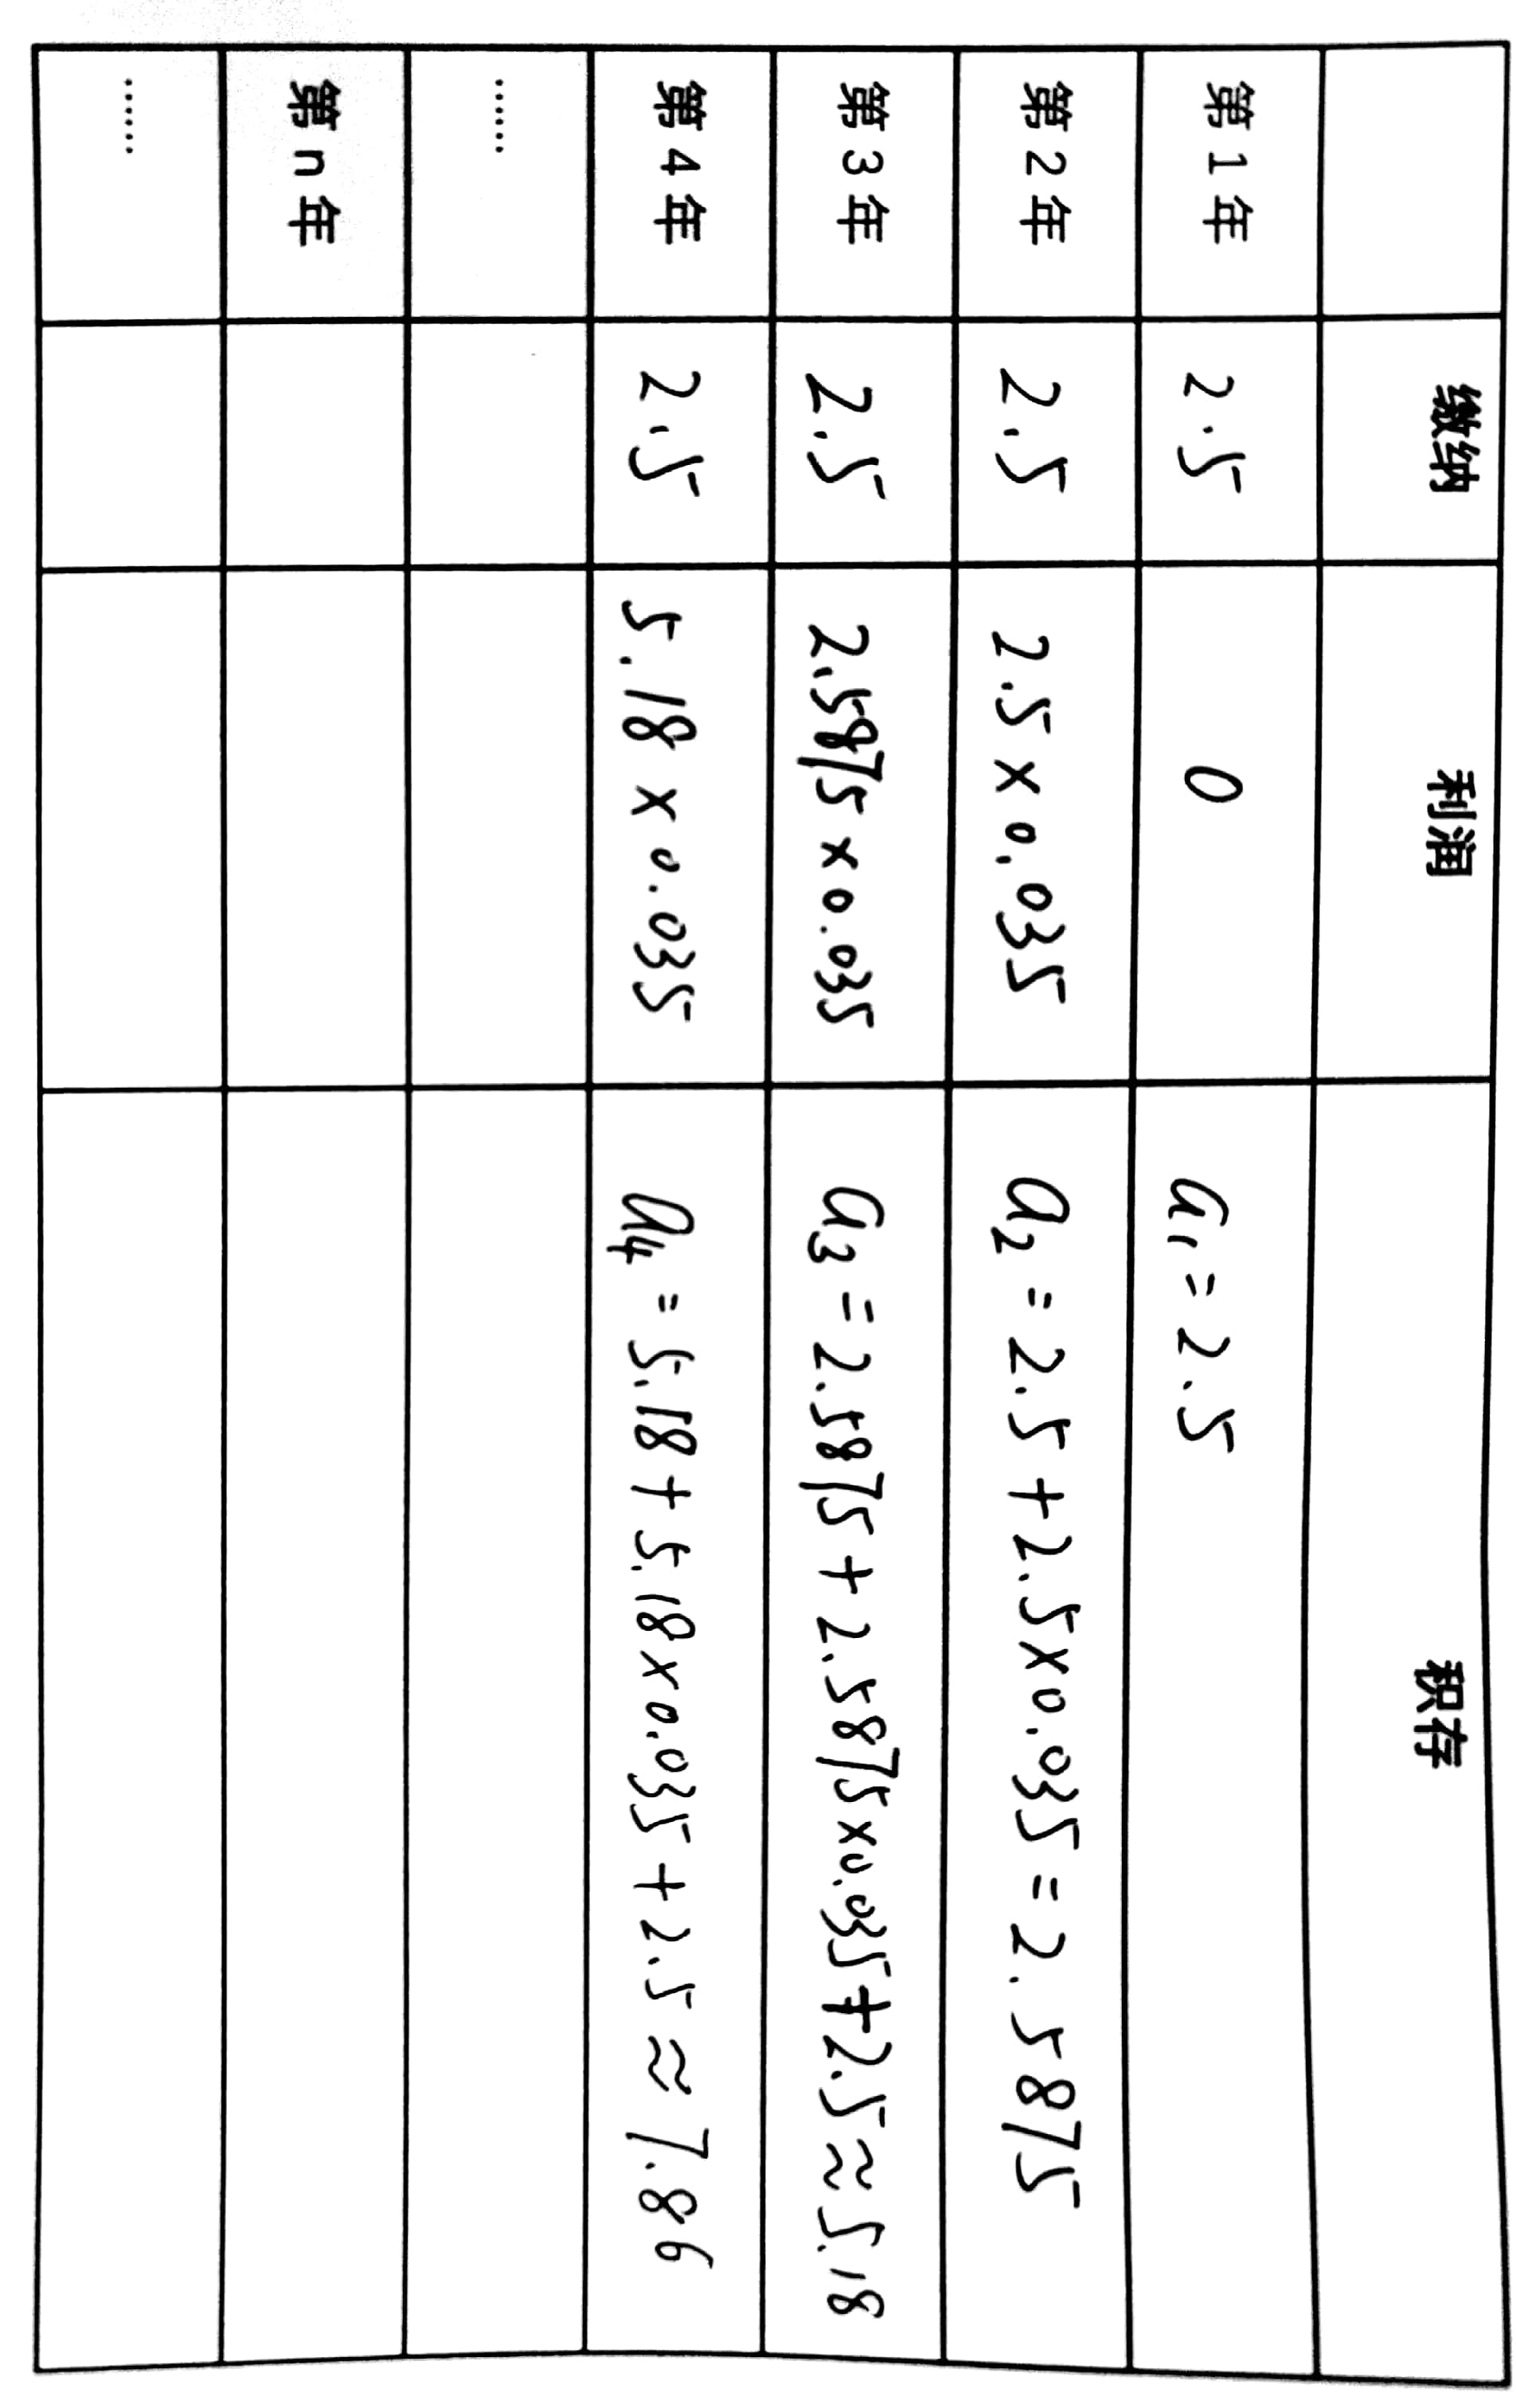 缴纳 利润 积存
第1年 2.5 0 a₁=2.5
第2年 2.5 2.5×0.035 a₂=2.5+2.5×0.035=2.5875
第3年 2.5 2.5875×0.035 a₃=2.5875+2.5875×0.035+2.5≈5.18
第4年 2.5 5.18×0.035 a₄=5.18+5.18×0.035+2.5≈7.86
……
第n年
……